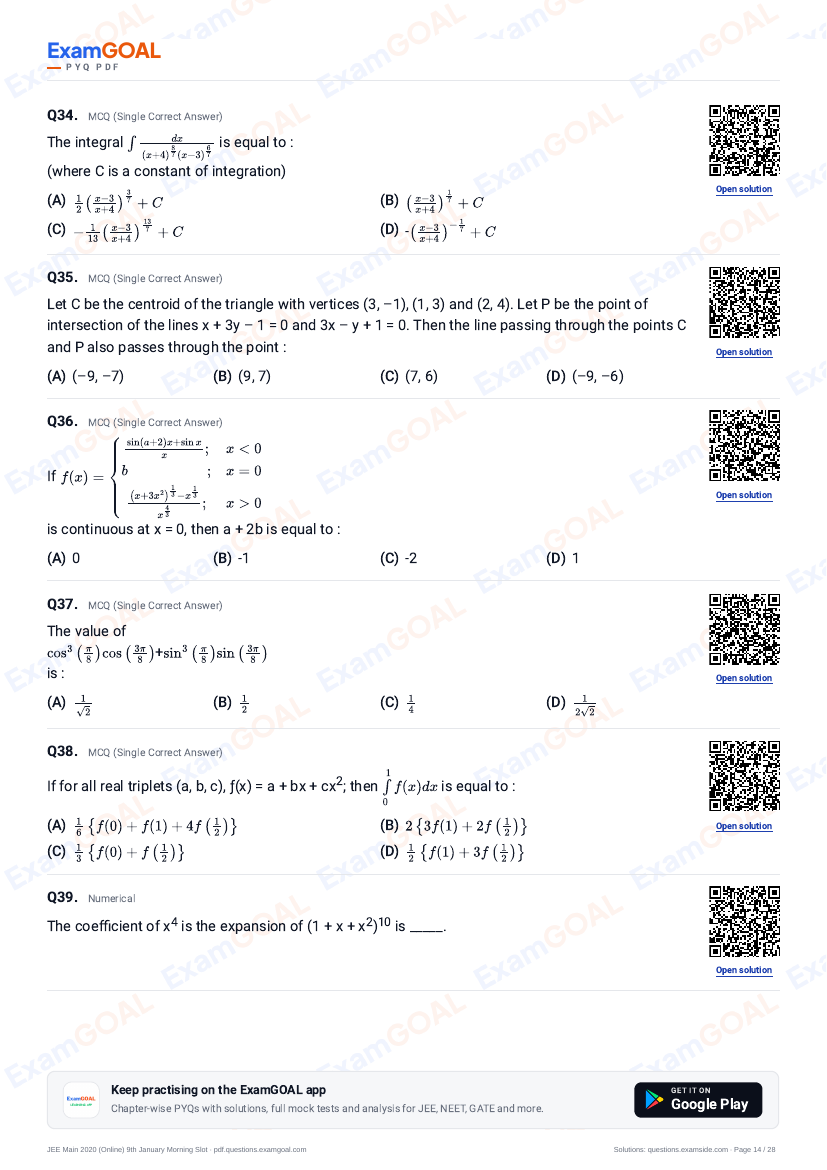 ExamGOAL
PYQ PDF
Q34. MCQ (Single Correct Answer)
The integral ∫ dx / ((x+4)^(8/7) (x−3)^(6/7)) is equal to :
(where C is a constant of integration)
(A) 1/2 ((x−3)/(x+4))^(3/7) + C
(B) ((x−3)/(x+4))^(1/7) + C
(C) −1/13 ((x−3)/(x+4))^(13/7) + C
(D) -((x−3)/(x+4))^(−1/7) + C
Open solution
Q35. MCQ (Single Correct Answer)
Let C be the centroid of the triangle with vertices (3, −1), (1, 3) and (2, 4). Let P be the point of
intersection of the lines x + 3y − 1 = 0 and 3x − y + 1 = 0. Then the line passing through the points C
and P also passes through the point :
(A) (−9, −7) (B) (9, 7) (C) (7, 6) (D) (−9, −6)
Open solution
Q36. MCQ (Single Correct Answer)
If f(x) = { (sin(a+2)x+sin x)/x ; x < 0
b ; x = 0
((x+3x²)^(1/3) − x^(1/3))/x^(4/3) ; x > 0
is continuous at x = 0, then a + 2b is equal to :
(A) 0 (B) -1 (C) -2 (D) 1
Open solution
Q37. MCQ (Single Correct Answer)
The value of
cos³ (π/8) cos (3π/8)+sin³ (π/8) sin (3π/8)
is :
(A) 1/√2 (B) 1/2 (C) 1/4 (D) 1/(2√2)
Open solution
Q38. MCQ (Single Correct Answer)
If for all real triplets (a, b, c), ƒ(x) = a + bx + cx²; then ∫₀¹ f(x)dx is equal to :
(A) 1/6 {f(0) + f(1) + 4f (1/2)}
(B) 2 {3f(1) + 2f (1/2)}
(C) 1/3 {f(0) + f (1/2)}
(D) 1/2 {f(1) + 3f (1/2)}
Open solution
Q39. Numerical
The coefficient of x⁴ is the expansion of (1 + x + x²)¹⁰ is _____.
Open solution
Keep practising on the ExamGOAL app
Chapter-wise PYQs with solutions, full mock tests and analysis for JEE, NEET, GATE and more.
GET IT ON
Google Play
JEE Main 2020 (Online) 9th January Morning Slot · pdf.questions.examgoal.com
Solutions: questions.examside.com · Page 14 / 28